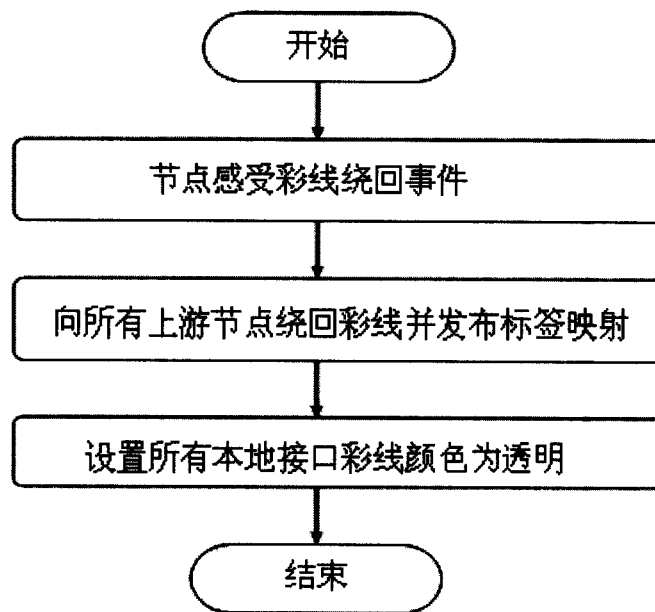 开始
节点感受彩线绕回事件
向所有上游节点绕回彩线并发布标签映射
设置所有本地接口彩线颜色为透明
结束